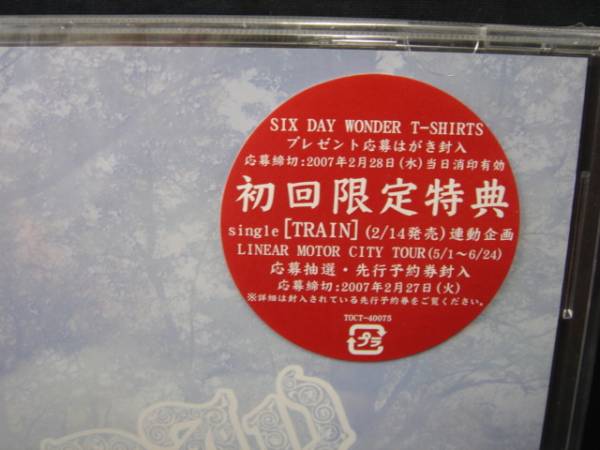 SIX DAY WONDER T-SHIRTS
プレゼント応募はがき封入
応募締切:2007年2月28日(水)当日消印有効
初回限定特典
single[TRAIN](2/14発売)連動企画
LINEAR MOTOR CITY TOUR(5/1～6/24)
応募抽選・先行予約券封入
応募締切:2007年2月27日(火)
※詳細は封入されている先行予約券をご覧ください。
TOCT-40075
プラ